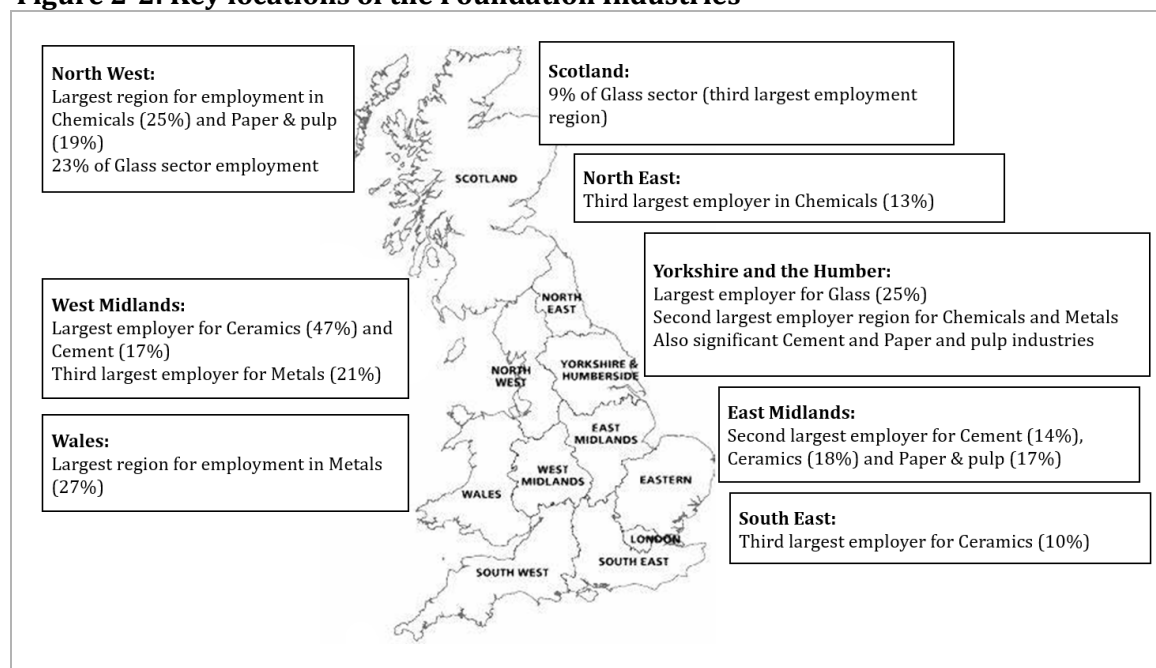 Figure 2-2: Key locations of the Foundation Industries
North West:
Largest region for employment in
Chemicals (25%) and Paper & pulp
(19%)
23% of Glass sector employment
Scotland:
9% of Glass sector (third largest employment
region)
North East:
Third largest employer in Chemicals (13%)
Yorkshire and the Humber:
Largest employer for Glass (25%)
Second largest employer region for Chemicals and Metals
Also significant Cement and Paper and pulp industries
West Midlands:
Largest employer for Ceramics (47%) and
Cement (17%)
Third largest employer for Metals (21%)
East Midlands:
Second largest employer for Cement (14%),
Ceramics (18%) and Paper & pulp (17%)
Wales:
Largest region for employment in Metals
(27%)
South East:
Third largest employer for Ceramics (10%)
SCOTLAND
NORTH
EAST
NORTH
WEST
YORKSHIRE &
HUMBERSIDE
EAST
MIDLANDS
WEST
MIDLANDS
WALES
EASTERN
LONDON
SOUTH EAST
SOUTH WEST